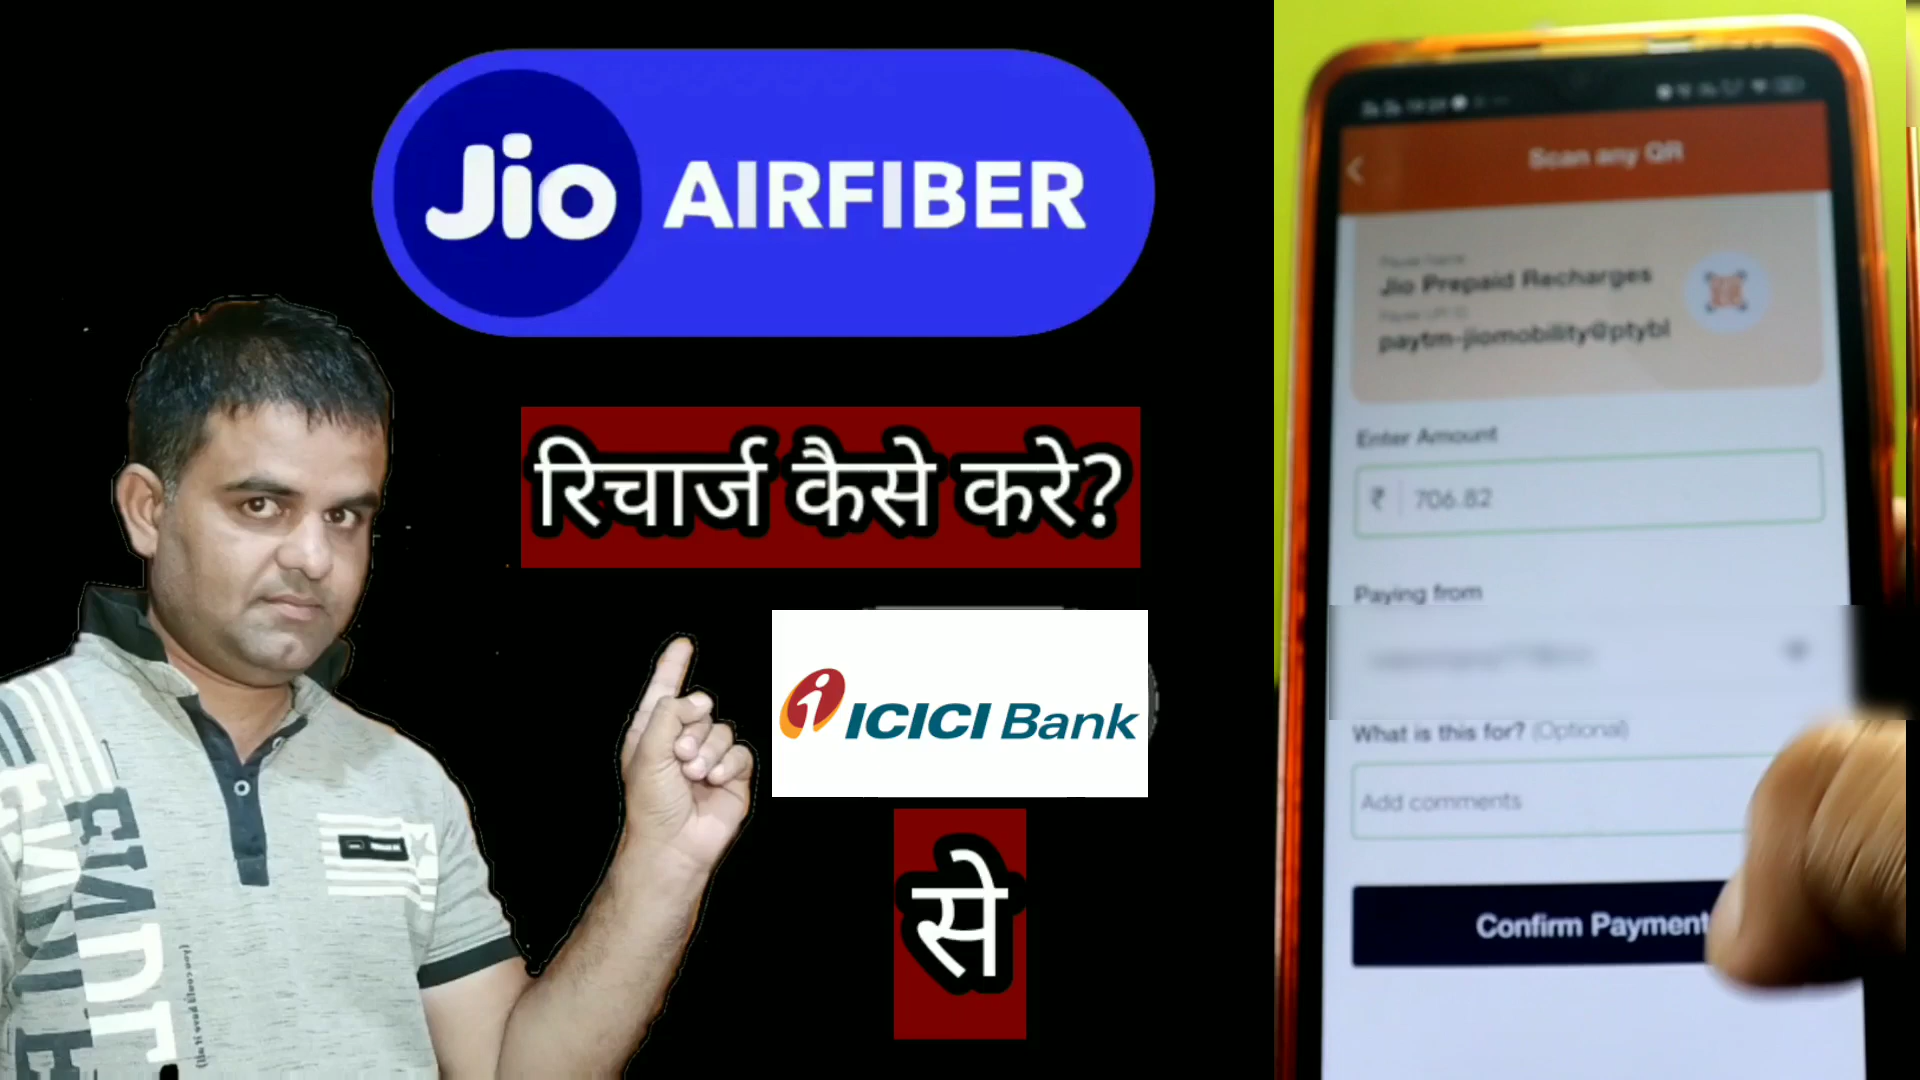 Jio AIRFIBER
रिचार्ज कैसे करे?
ICICI Bank
से
Scan any QR
Jio Prepaid Recharges
paytm-jiomobility@ptybl
Enter Amount
₹ 706.82
Paying from
What is this for? (Optional)
Add comments
Confirm Payment